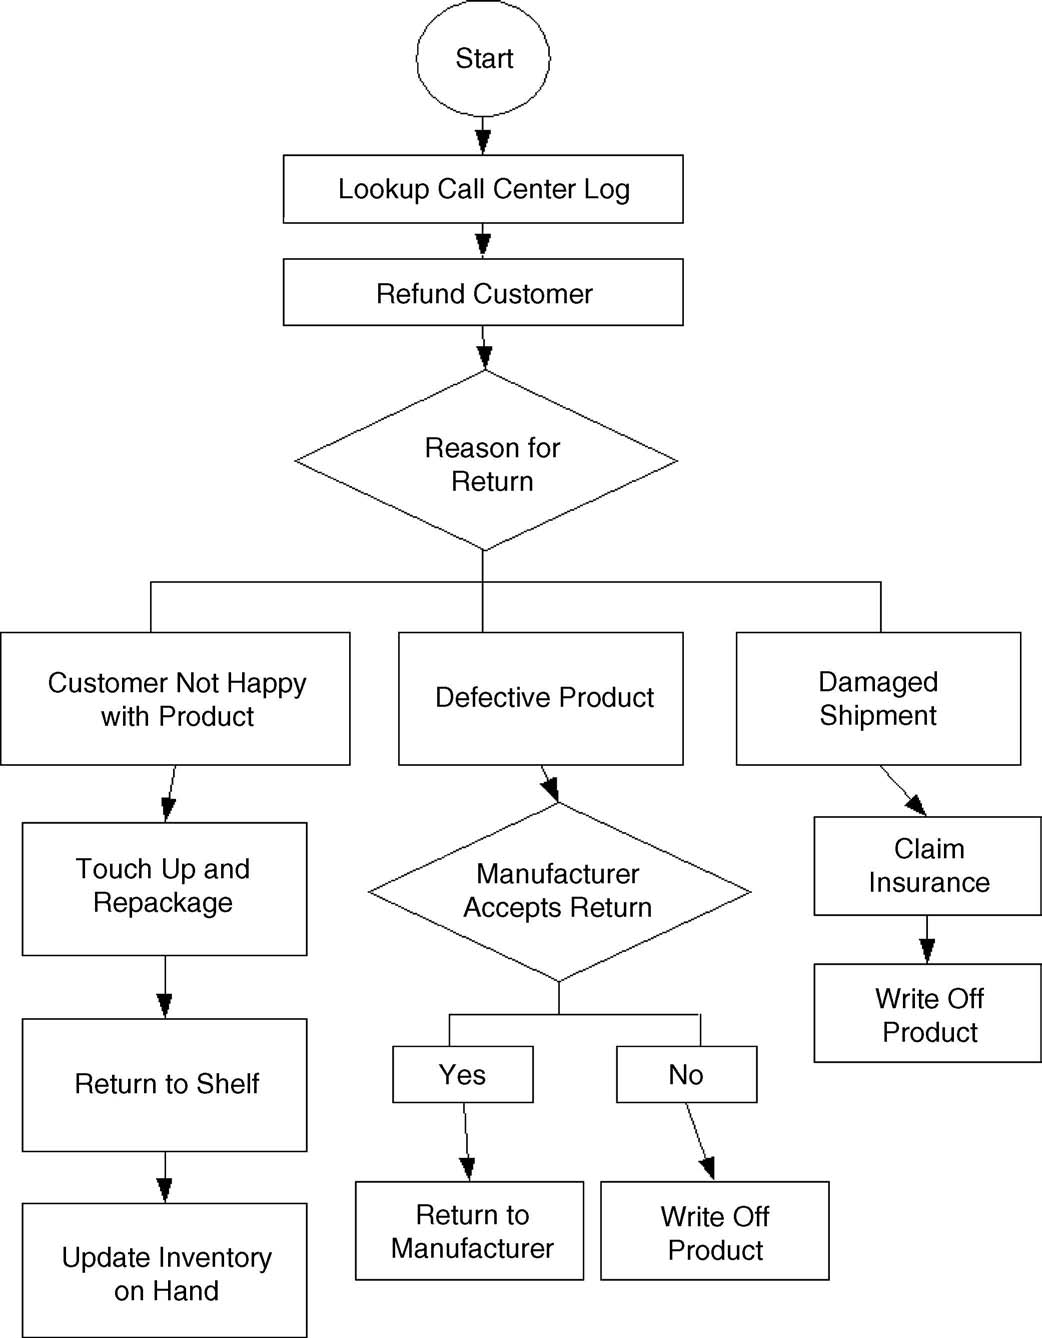 Start
Lookup Call Center Log
Refund Customer
Reason for
Return
Customer Not Happy
with Product
Defective Product
Damaged
Shipment
Touch Up and
Repackage
Manufacturer
Accepts Return
Claim
Insurance
Write Off
Product
Return to Shelf
Yes
No
Return to
Manufacturer
Write Off
Product
Update Inventory
on Hand